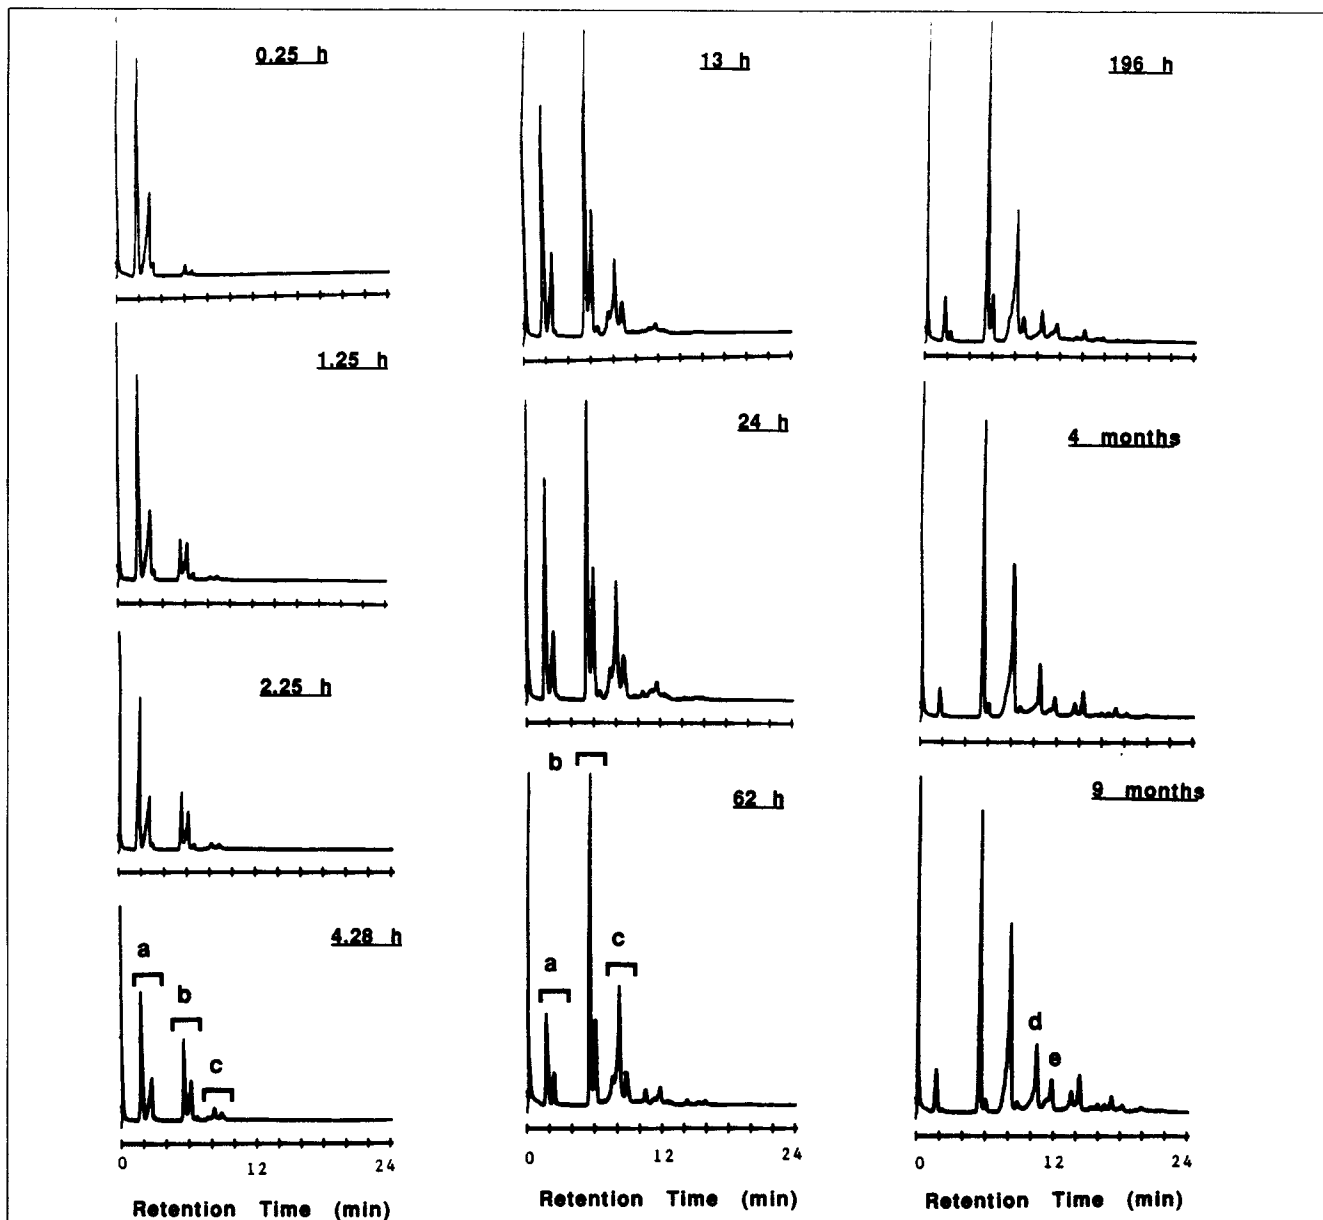 0.25 h
1.25 h
2.25 h
4.28 h
a
b
c
0 12 24
Retention Time (min)
13 h
24 h
62 h
b
a
c
0 12 24
Retention Time (min)
196 h
4 months
9 months
d
e
0 12 24
Retention Time (min)